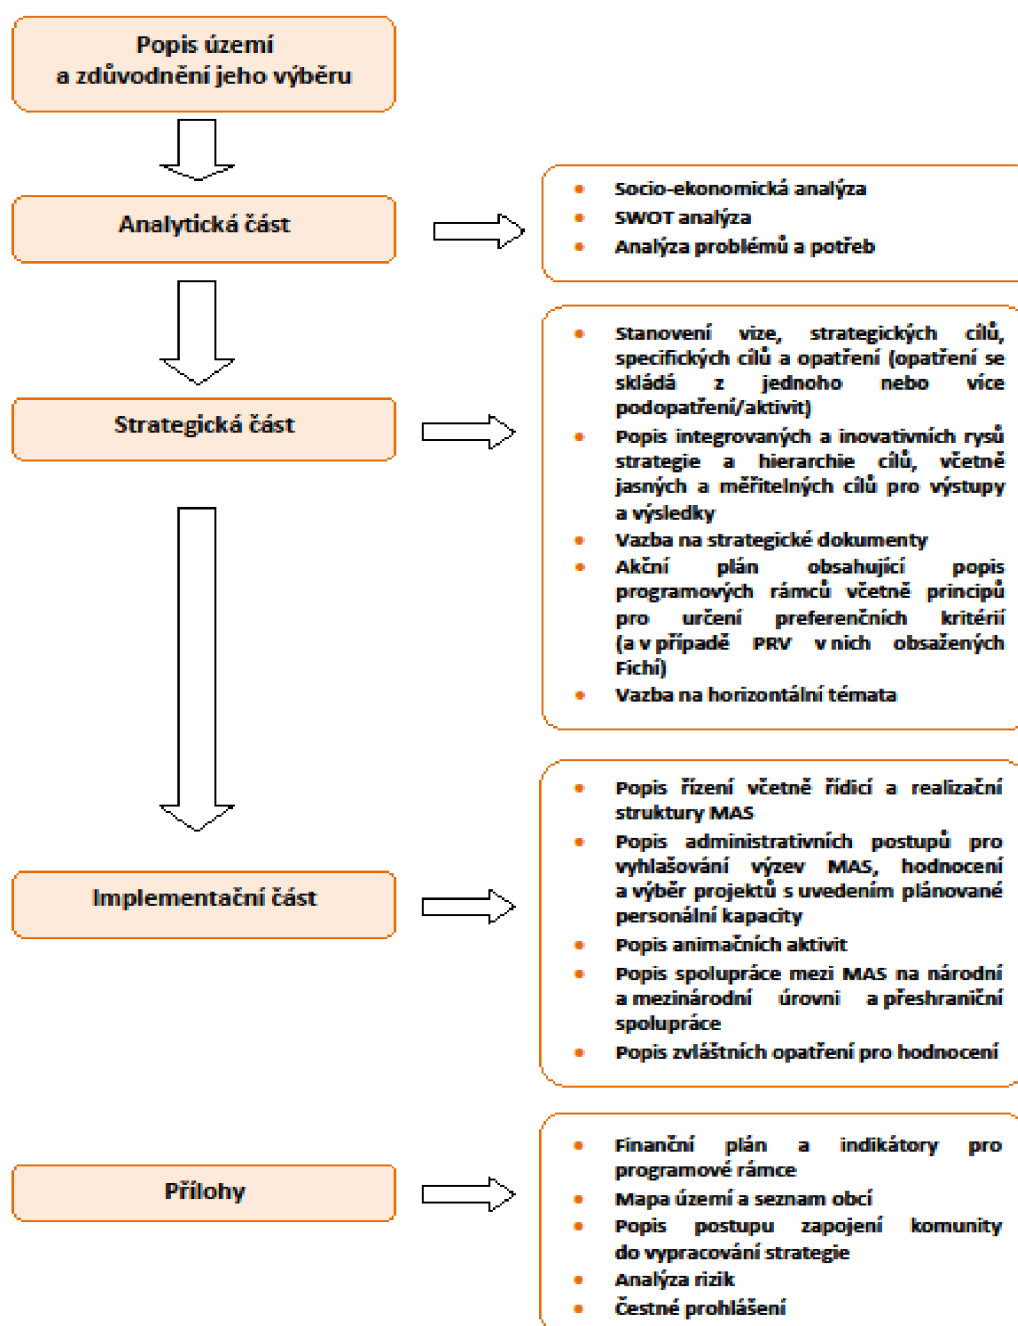 Popis území
a zdůvodnění jeho výběru
Analytická část
• Socio-ekonomická analýza
• SWOT analýza
• Analýza problémů a potřeb
Strategická část
• Stanovení vize, strategických cílů,
specifických cílů a opatření (opatření se
skládá z jednoho nebo více
podopatření/aktivit)
• Popis integrovaných a inovativních rysů
strategie a hierarchie cílů, včetně
jasných a měřitelných cílů pro výstupy
a výsledky
• Vazba na strategické dokumenty
• Akční plán obsahující popis
programových rámců včetně principů
pro určení preferenčních kritérií
(a v případě PRV v nich obsažených
Fichí)
• Vazba na horizontální témata
Implementační část
• Popis řízení včetně řídicí a realizační
struktury MAS
• Popis administrativních postupů pro
vyhlašování výzev MAS, hodnocení
a výběr projektů s uvedením plánované
personální kapacity
• Popis animačních aktivit
• Popis spolupráce mezi MAS na národní
a mezinárodní úrovni a přeshraniční
spolupráce
• Popis zvláštních opatření pro hodnocení
Přílohy
• Finanční plán a indikátory pro
programové rámce
• Mapa území a seznam obcí
• Popis postupu zapojení komunity
do vypracování strategie
• Analýza rizik
• Čestné prohlášení